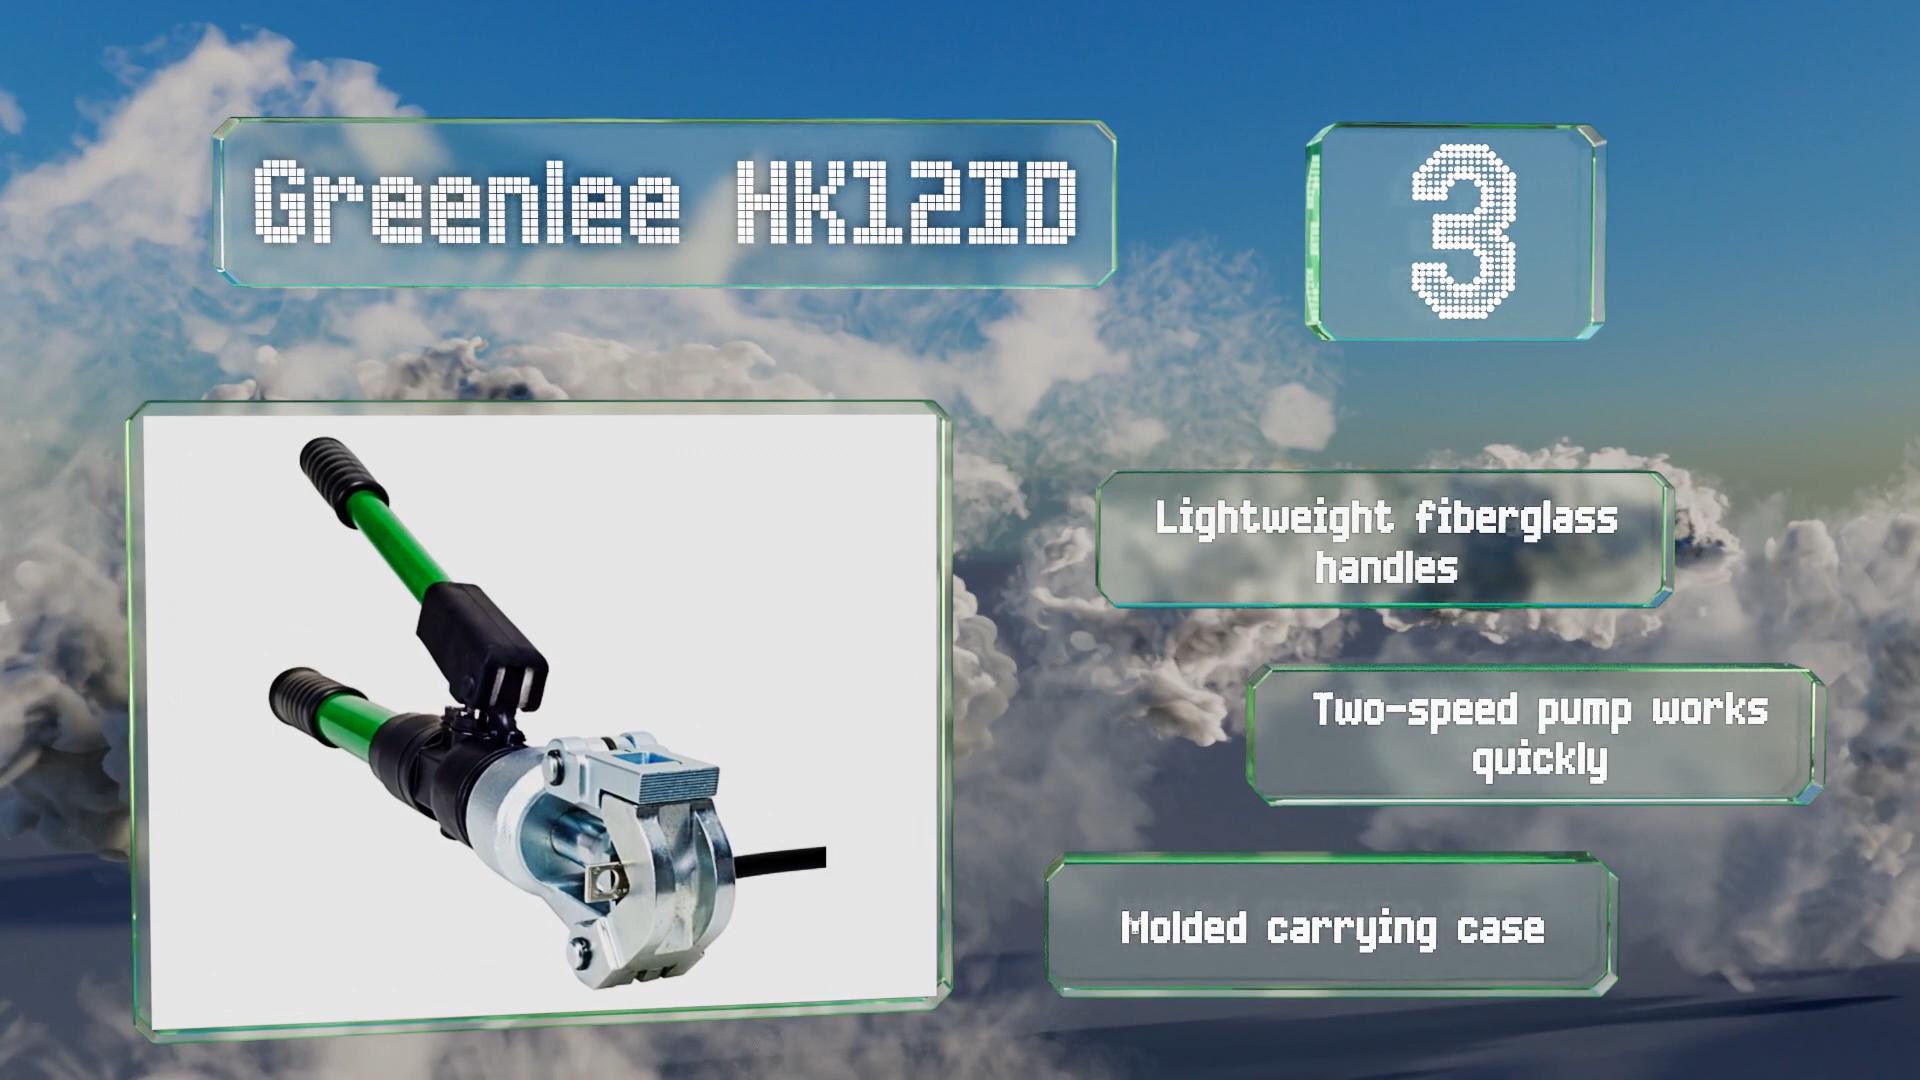 Greenlee HK12ID
3
Lightweight fiberglass
handles
Two-speed pump works
quickly
Molded carrying case